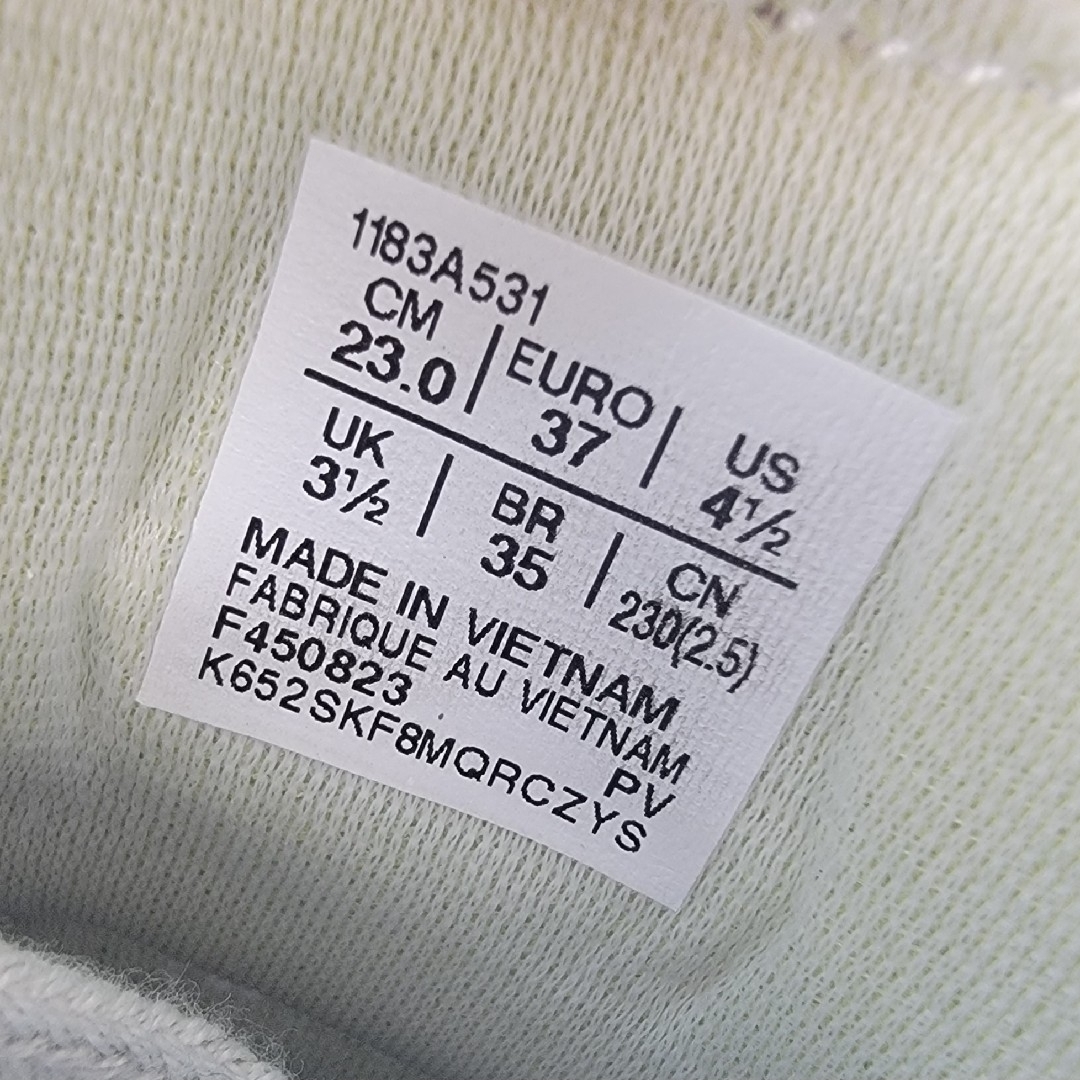 1183A531
CM | EURO | US
23.0 | 37 | 4½
UK | BR | CN
3½ | 35 | 230(2.5)
MADE IN VIETNAM
FABRIQUE AU VIETNAM
F450823 PV
K652SKF8MQRCZYS